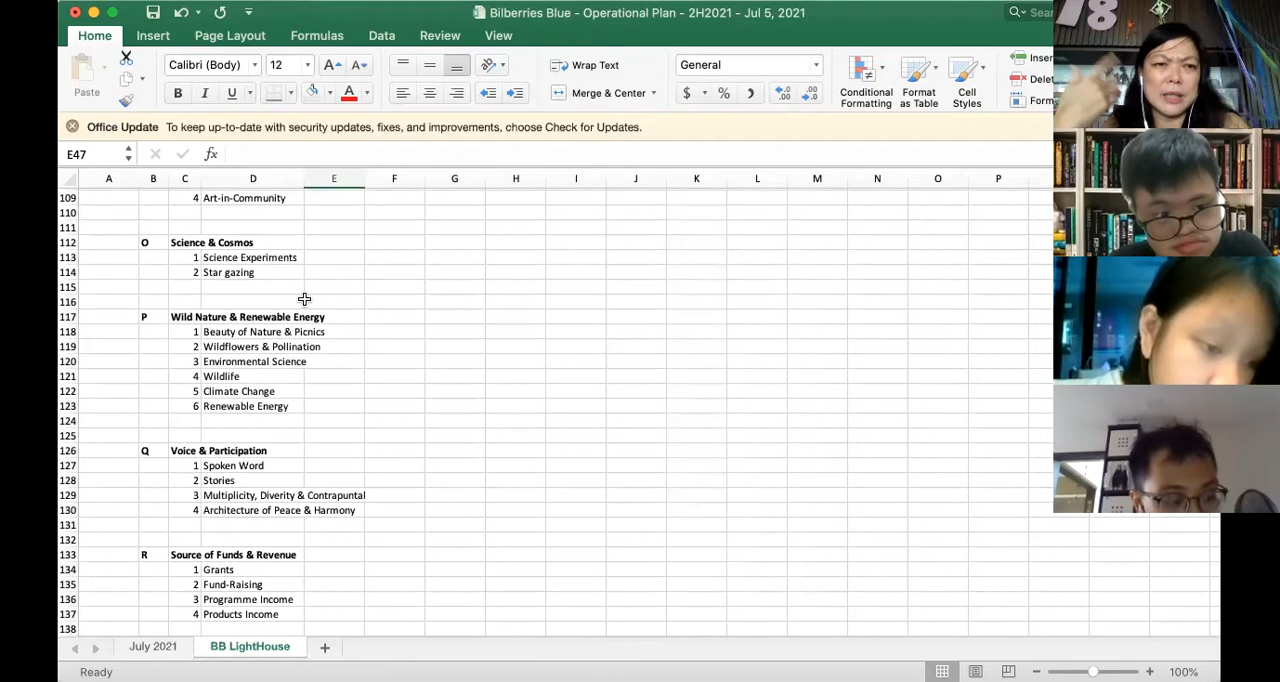 Bilberries Blue - Operational Plan - 2H2021 - Jul 5, 2021
Home Insert Page Layout Formulas Data Review View
Paste
Calibri (Body) 12
B I U
Wrap Text
Merge & Center
General
$ %
Conditional Formatting
Format as Table
Cell Styles
Office Update To keep up-to-date with security updates, fixes, and improvements, choose Check for Updates.
E47 fx
A B C D E F G H I J K L M N O P
109 4 Art-in-Community
110
111
112 O Science & Cosmos
113 1 Science Experiments
114 2 Star gazing
115
116
117 P Wild Nature & Renewable Energy
118 1 Beauty of Nature & Picnics
119 2 Wildflowers & Pollination
120 3 Environmental Science
121 4 Wildlife
122 5 Climate Change
123 6 Renewable Energy
124
125
126 Q Voice & Participation
127 1 Spoken Word
128 2 Stories
129 3 Multiplicity, Diverity & Contrapuntal
130 4 Architecture of Peace & Harmony
131
132
133 R Source of Funds & Revenue
134 1 Grants
135 2 Fund-Raising
136 3 Programme Income
137 4 Products Income
138
July 2021 BB LightHouse +
Ready
100%